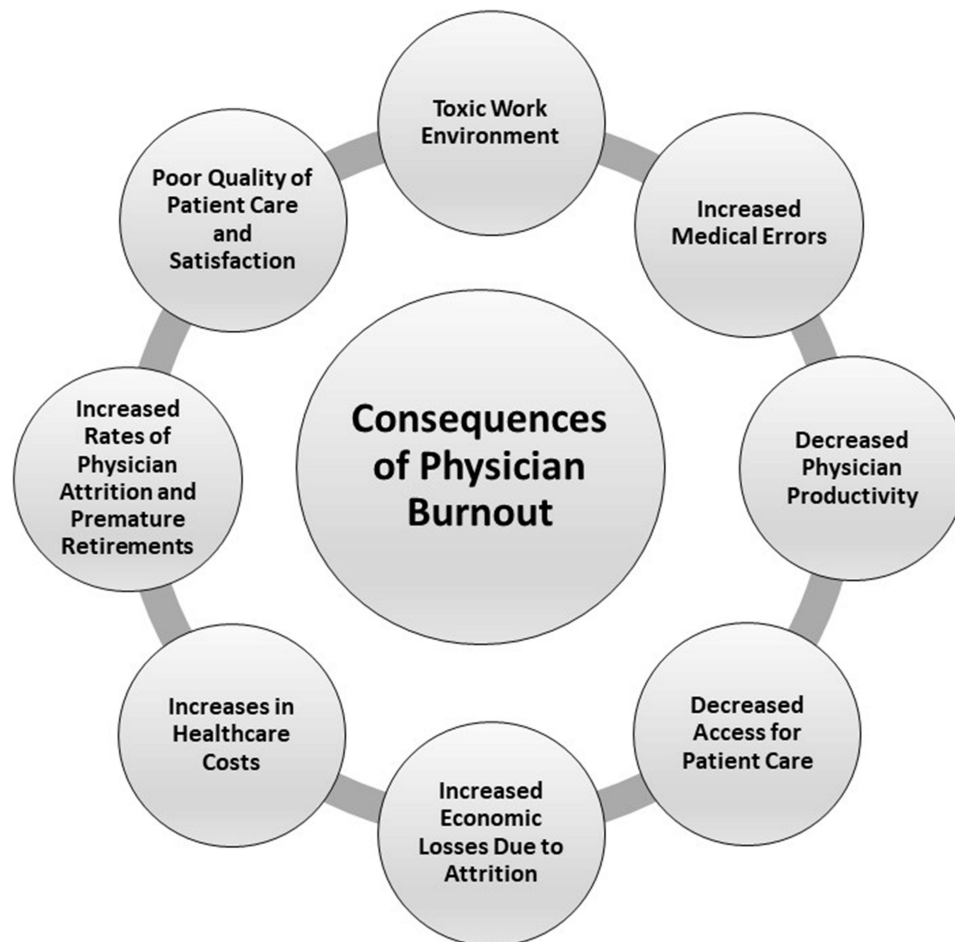 Toxic Work
Environment
Increased
Medical Errors
Decreased
Physician
Productivity
Decreased
Access for
Patient Care
Increased
Economic
Losses Due to
Attrition
Increases in
Healthcare
Costs
Increased
Rates of
Physician
Attrition and
Premature
Retirements
Poor Quality of
Patient Care
and
Satisfaction
Consequences
of Physician
Burnout